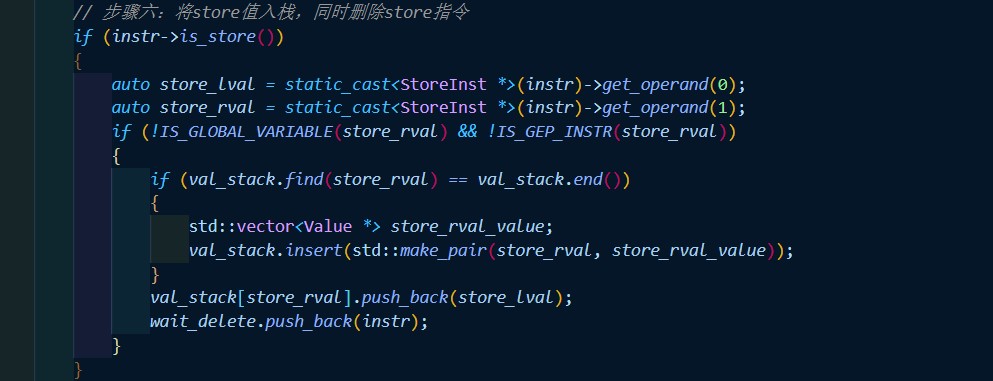 // 步骤六：将store值入栈，同时删除store指令
if (instr->is_store())
{
auto store_lval = static_cast<StoreInst *>(instr)->get_operand(0);
auto store_rval = static_cast<StoreInst *>(instr)->get_operand(1);
if (!IS_GLOBAL_VARIABLE(store_rval) && !IS_GEP_INSTR(store_rval))
{
if (val_stack.find(store_rval) == val_stack.end())
{
std::vector<Value *> store_rval_value;
val_stack.insert(std::make_pair(store_rval, store_rval_value));
}
val_stack[store_rval].push_back(store_lval);
wait_delete.push_back(instr);
}
}